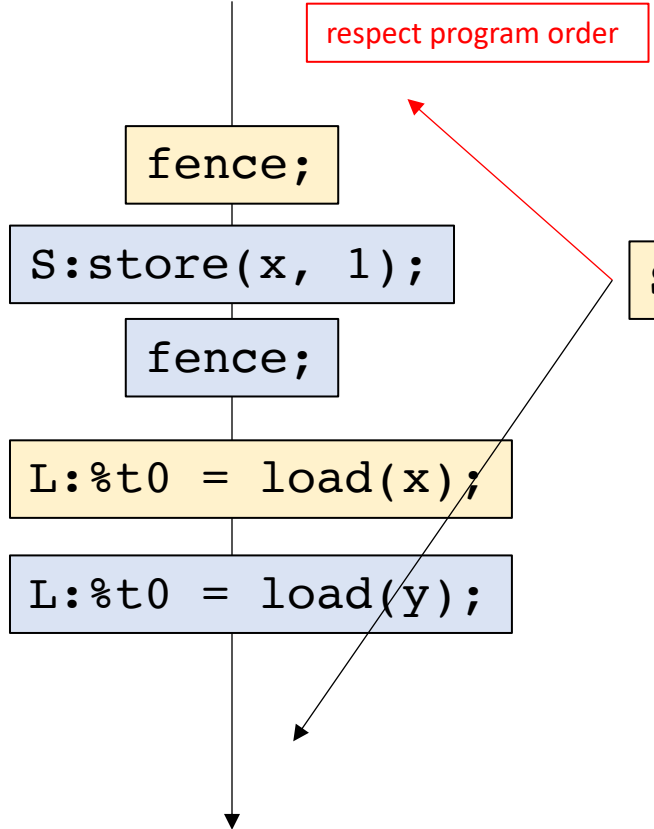 respect program order
fence;
S:store(x, 1);
fence;
L:%t0 = load(x);
L:%t0 = load(y);